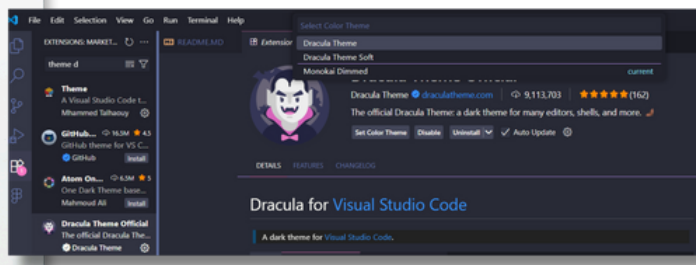 File Edit Selection View Go Run Terminal Help
Select Color Theme
Dracula Theme
Dracula Theme Soft
Monokai Dimmed current
EXTENSIONS: MARKET...
README.MD
Extension
theme d
Theme
A Visual Studio Code t...
Mhammed Talhaouy
GitHub... 16.5M 4.5
GitHub theme for VS C...
GitHub Install
Atom On... 6.5M 5
One Dark Theme base...
Mahmoud Ali Install
Dracula Theme Official
The official Dracula The...
Dracula Theme
Dracula Theme Official
Dracula Theme draculatheme.com 9,113,703 (162)
The official Dracula Theme: a dark theme for many editors, shells, and more.
Set Color Theme Disable Uninstall Auto Update
DETAILS FEATURES CHANGELOG
Dracula for Visual Studio Code
A dark theme for Visual Studio Code.